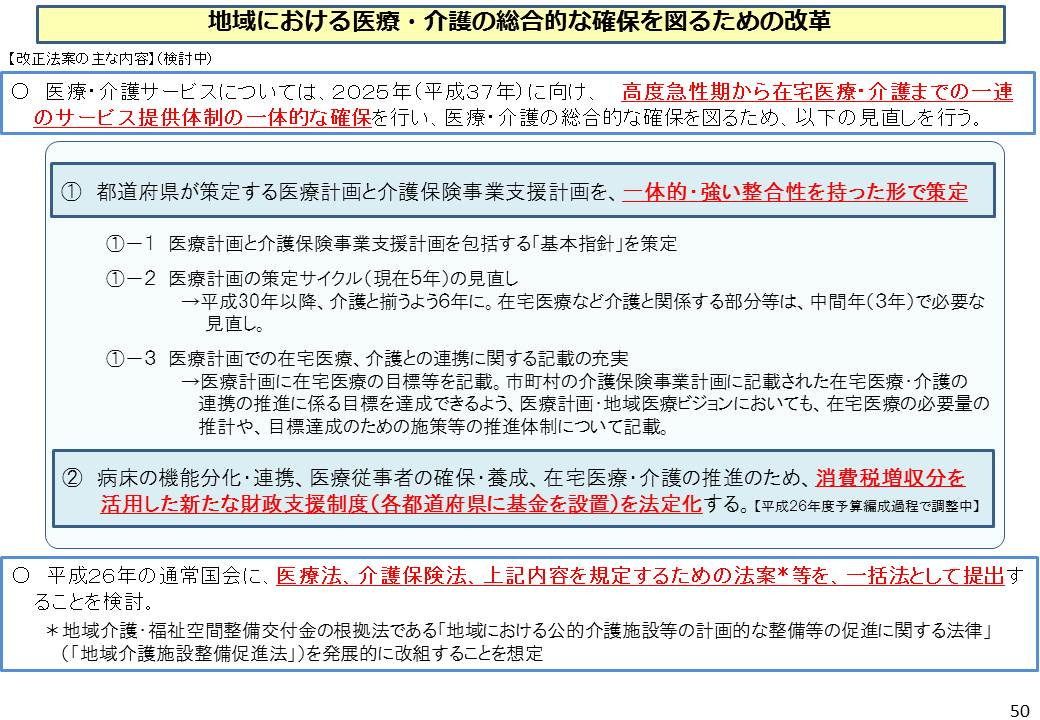 地域における医療・介護の総合的な確保を図るための改革
【改正法案の主な内容】(検討中)
○ 医療・介護サービスについては、2025年(平成37年)に向け、 高度急性期から在宅医療・介護までの一連
のサービス提供体制の一体的な確保を行い、医療・介護の総合的な確保を図るため、以下の見直しを行う。
① 都道府県が策定する医療計画と介護保険事業支援計画を、一体的・強い整合性を持った形で策定
①-1 医療計画と介護保険事業支援計画を包括する「基本指針」を策定
①-2 医療計画の策定サイクル(現在5年)の見直し
→平成30年以降、介護と揃うよう6年に。在宅医療など介護と関係する部分等は、中間年(3年)で必要な
見直し。
①-3 医療計画での在宅医療、介護との連携に関する記載の充実
→医療計画に在宅医療の目標等を記載。市町村の介護保険事業計画に記載された在宅医療・介護の
連携の推進に係る目標を達成できるよう、医療計画・地域医療ビジョンにおいても、在宅医療の必要量の
推計や、目標達成のための施策等の推進体制について記載。
② 病床の機能分化・連携、医療従事者の確保・養成、在宅医療・介護の推進のため、消費税増収分を
活用した新たな財政支援制度(各都道府県に基金を設置)を法定化する。【平成26年度予算編成過程で調整中】
○ 平成26年の通常国会に、医療法、介護保険法、上記内容を規定するための法案*等を、一括法として提出す
ることを検討。
*地域介護・福祉空間整備交付金の根拠法である「地域における公的介護施設等の計画的な整備等の促進に関する法律」
(「地域介護施設整備促進法」)を発展的に改組することを想定
50